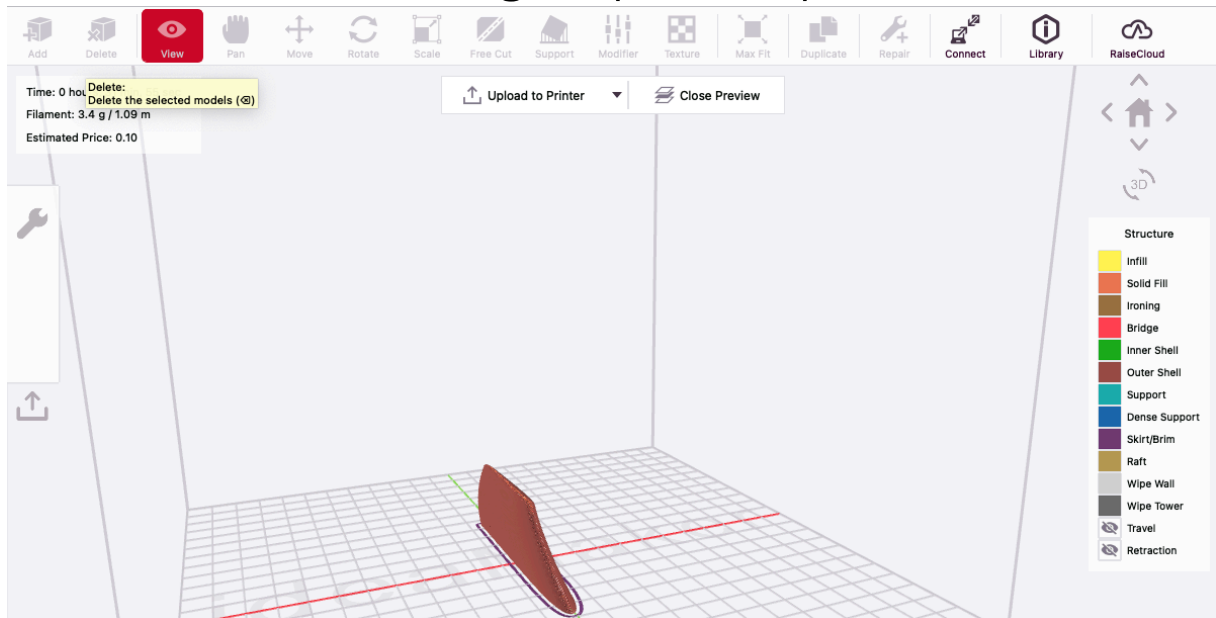 Add
Delete
View
Pan
Move
Rotate
Scale
Free Cut
Support
Modifier
Texture
Max Fit
Duplicate
Repair
Connect
Library
RaiseCloud
Time: 0 hou
Delete:
Delete the selected models (⌫)
Filament: 3.4 g / 1.09 m
Estimated Price: 0.10
Upload to Printer
Close Preview
3D
Structure
Infill
Solid Fill
Ironing
Bridge
Inner Shell
Outer Shell
Support
Dense Support
Skirt/Brim
Raft
Wipe Wall
Wipe Tower
Travel
Retraction